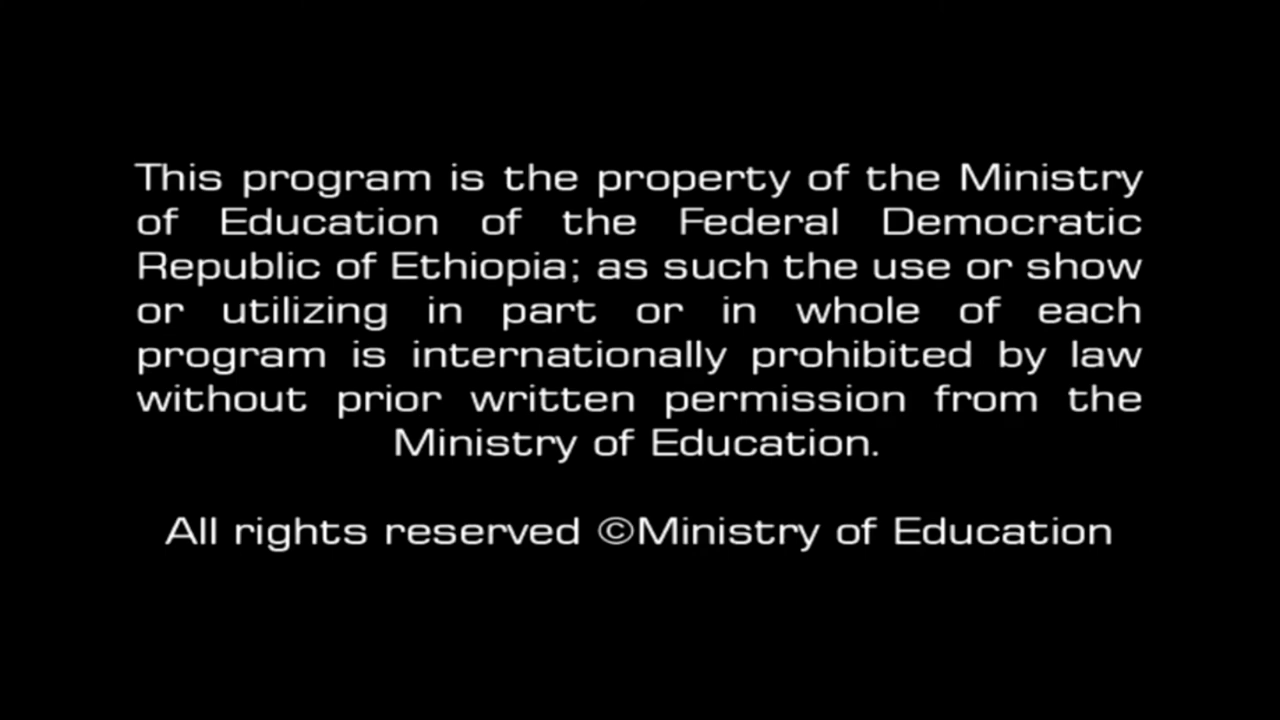 This program is the property of the Ministry
of Education of the Federal Democratic
Republic of Ethiopia; as such the use or show
or utilizing in part or in whole of each
program is internationally prohibited by law
without prior written permission from the
Ministry of Education.
All rights reserved ©Ministry of Education